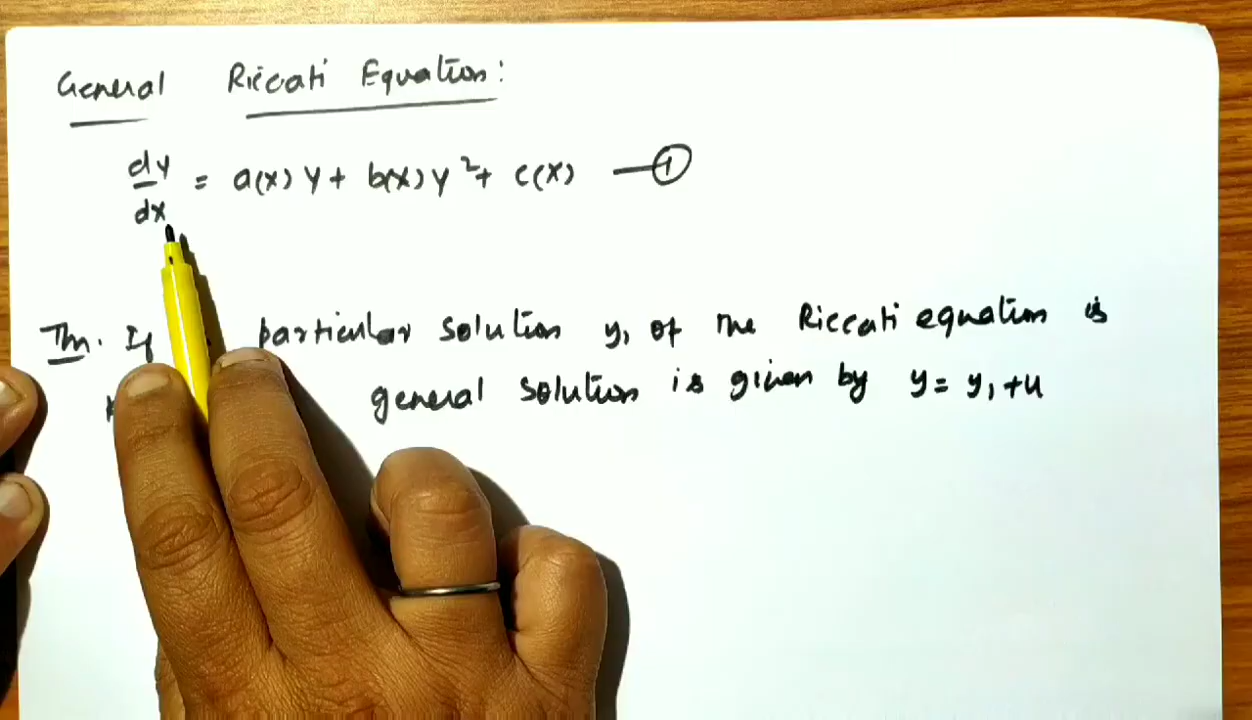 General Riccati Equation:
dy/dx = a(x) y + b(x) y² + c(x) — ①
Thm. If particular solution y₁ of the Riccati equation is
general solution is given by y = y₁ + u